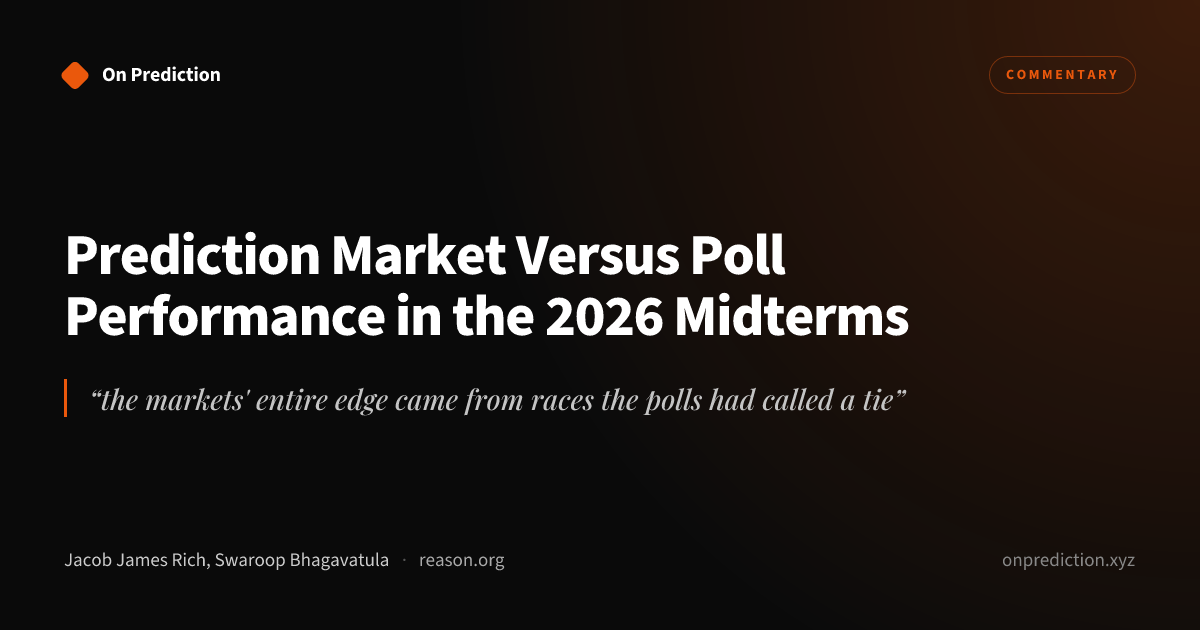 On Prediction
COMMENTARY
Prediction Market Versus Poll
Performance in the 2026 Midterms
“the markets' entire edge came from races the polls had called a tie”
Jacob James Rich, Swaroop Bhagavatula · reason.org
onprediction.xyz